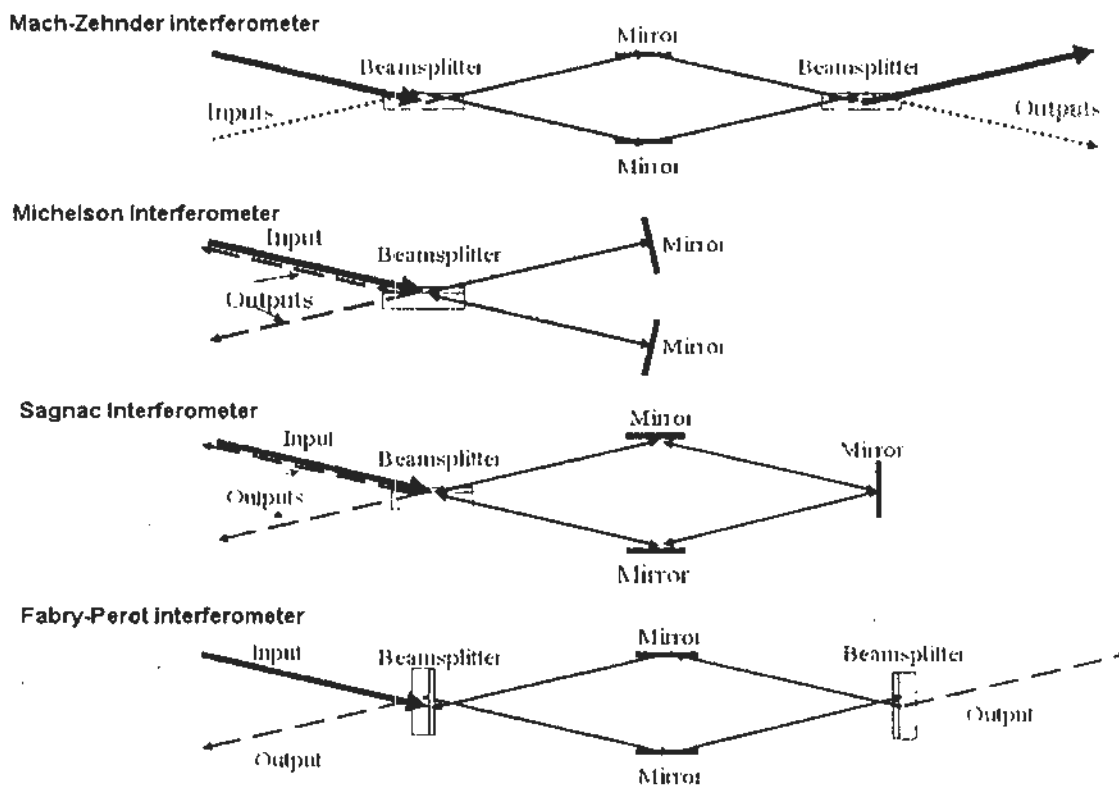 Mach-Zehnder interferometer
Mirror
Beamsplitter
Beamsplitter
Inputs
Outputs
Mirror
Michelson Interferometer
Input
Beamsplitter
Mirror
Outputs
Mirror
Sagnac Interferometer
Mirror
Input
Mirror
Beamsplitter
Outputs
Mirror
Fabry-Perot interferometer
Input
Mirror
Beamsplitter
Beamsplitter
Output
Output
Mirror